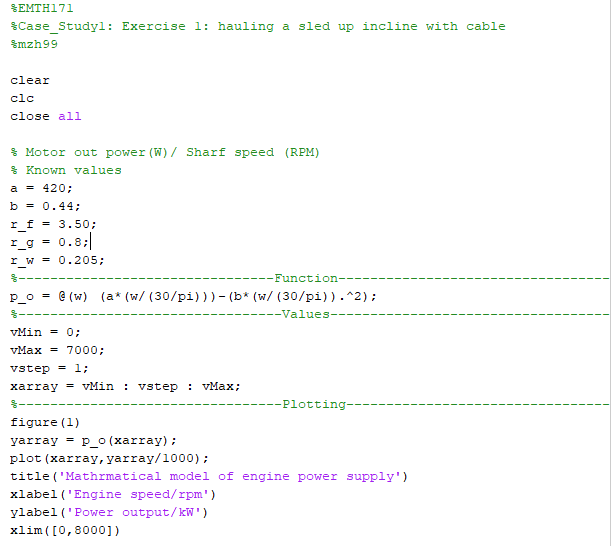 %EMTH171
%Case_Study1: Exercise 1: hauling a sled up incline with cable
%mzh99
clear
clc
close all
% Motor out power(W)/ Sharf speed (RPM)
% Known values
a = 420;
b = 0.44;
r_f = 3.50;
r_g = 0.8;
r_w = 0.205;
%-----------------------------Function-------------------------------
p_o = @(w) (a*(w/(30/pi)))-(b*(w/(30/pi)).^2);
%------------------------------Values--------------------------------
vMin = 0;
vMax = 7000;
vstep = 1;
xarray = vMin : vstep : vMax;
%------------------------------Plotting------------------------------
figure(1)
yarray = p_o(xarray);
plot(xarray,yarray/1000);
title('Mathrmatical model of engine power supply')
xlabel('Engine speed/rpm')
ylabel('Power output/kW')
xlim([0,8000])